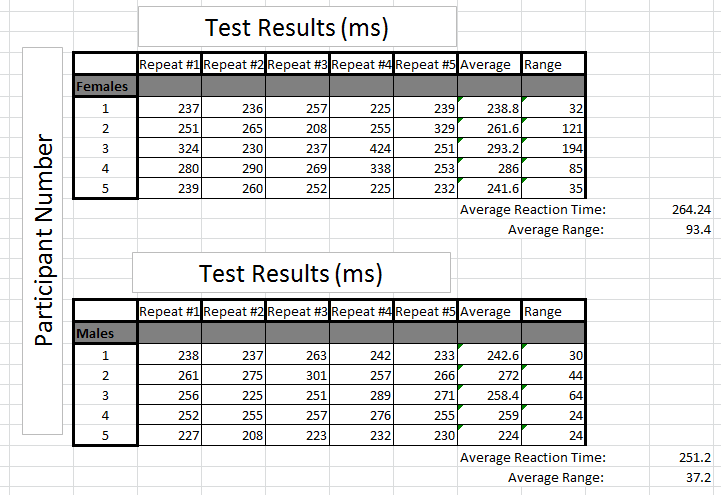 Test Results (ms)
Participant Number
Repeat #1 Repeat #2 Repeat #3 Repeat #4 Repeat #5 Average Range
Females
1 237 236 257 225 239 238.8 32
2 251 265 208 255 329 261.6 121
3 324 230 237 424 251 293.2 194
4 280 290 269 338 253 286 85
5 239 260 252 225 232 241.6 35
Average Reaction Time: 264.24
Average Range: 93.4
Test Results (ms)
Repeat #1 Repeat #2 Repeat #3 Repeat #4 Repeat #5 Average Range
Males
1 238 237 263 242 233 242.6 30
2 261 275 301 257 266 272 44
3 256 225 251 289 271 258.4 64
4 252 255 257 276 255 259 24
5 227 208 223 232 230 224 24
Average Reaction Time: 251.2
Average Range: 37.2